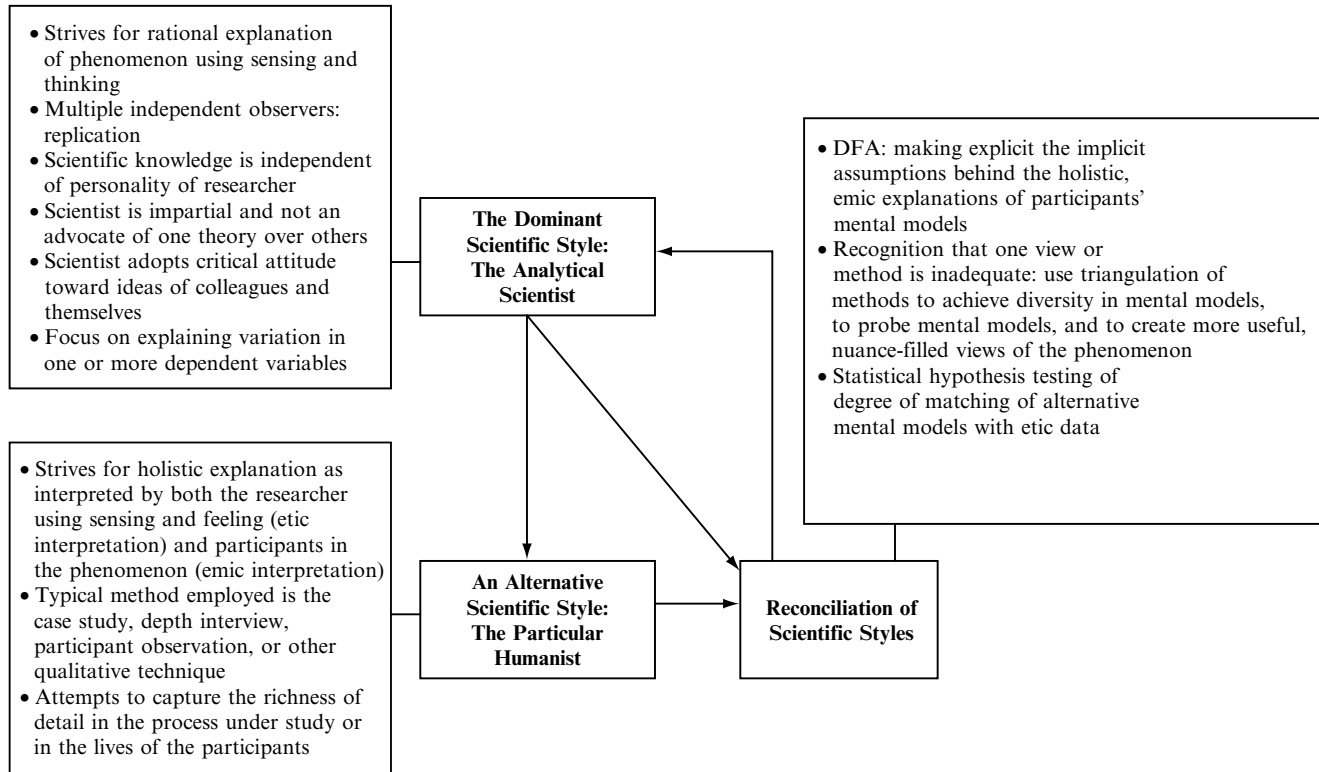 • Strives for rational explanation
of phenomenon using sensing and
thinking
• Multiple independent observers:
replication
• Scientific knowledge is independent
of personality of researcher
• Scientist is impartial and not an
advocate of one theory over others
• Scientist adopts critical attitude
toward ideas of colleagues and
themselves
• Focus on explaining variation in
one or more dependent variables
The Dominant
Scientific Style:
The Analytical
Scientist
• DFA: making explicit the implicit
assumptions behind the holistic,
emic explanations of participants'
mental models
• Recognition that one view or
method is inadequate: use triangulation of
methods to achieve diversity in mental models,
to probe mental models, and to create more useful,
nuance-filled views of the phenomenon
• Statistical hypothesis testing of
degree of matching of alternative
mental models with etic data
• Strives for holistic explanation as
interpreted by both the researcher
using sensing and feeling (etic
interpretation) and participants in
the phenomenon (emic interpretation)
• Typical method employed is the
case study, depth interview,
participant observation, or other
qualitative technique
• Attempts to capture the richness of
detail in the process under study or
in the lives of the participants
An Alternative
Scientific Style:
The Particular
Humanist
Reconciliation of
Scientific Styles